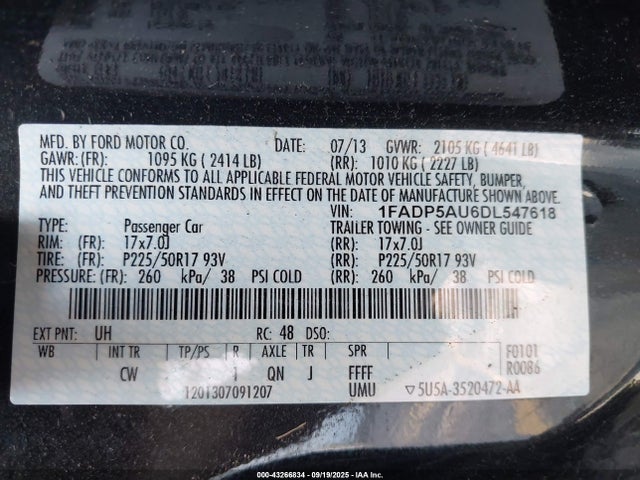 MFD. BY FORD MOTOR CO. DATE: 07/13 GVWR: 2105 KG ( 4641 LB)
GAWR: (FR): 1095 KG ( 2414 LB) (RR): 1010 KG ( 2227 LB)
THIS VEHICLE CONFORMS TO ALL APPLICABLE FEDERAL MOTOR VEHICLE SAFETY, BUMPER,
AND THEFT PREVENTION STANDARDS IN EFFECT ON THE DATE OF MANUFACTURE SHOWN ABOVE.
VIN: 1FADP5AU6DL547618
TYPE: Passenger Car TRAILER TOWING - SEE OWNER GUIDE
RIM: (FR): 17x7.0J (RR): 17x7.0J
TIRE: (FR): P225/50R17 93V (RR): P225/50R17 93V
PRESSURE: (FR): 260 kPa/ 38 PSI COLD (RR): 260 kPa/ 38 PSI COLD
EXT PNT: UH RC: 48 DSO:
WB INT TR TP/PS R AXLE TR SPR F0101
CW 1 QN J FFFF R0086
1201307091207 UMU ▽5U5A-3520472-AA
000-43266834 - 09/19/2025 - IAA Inc.